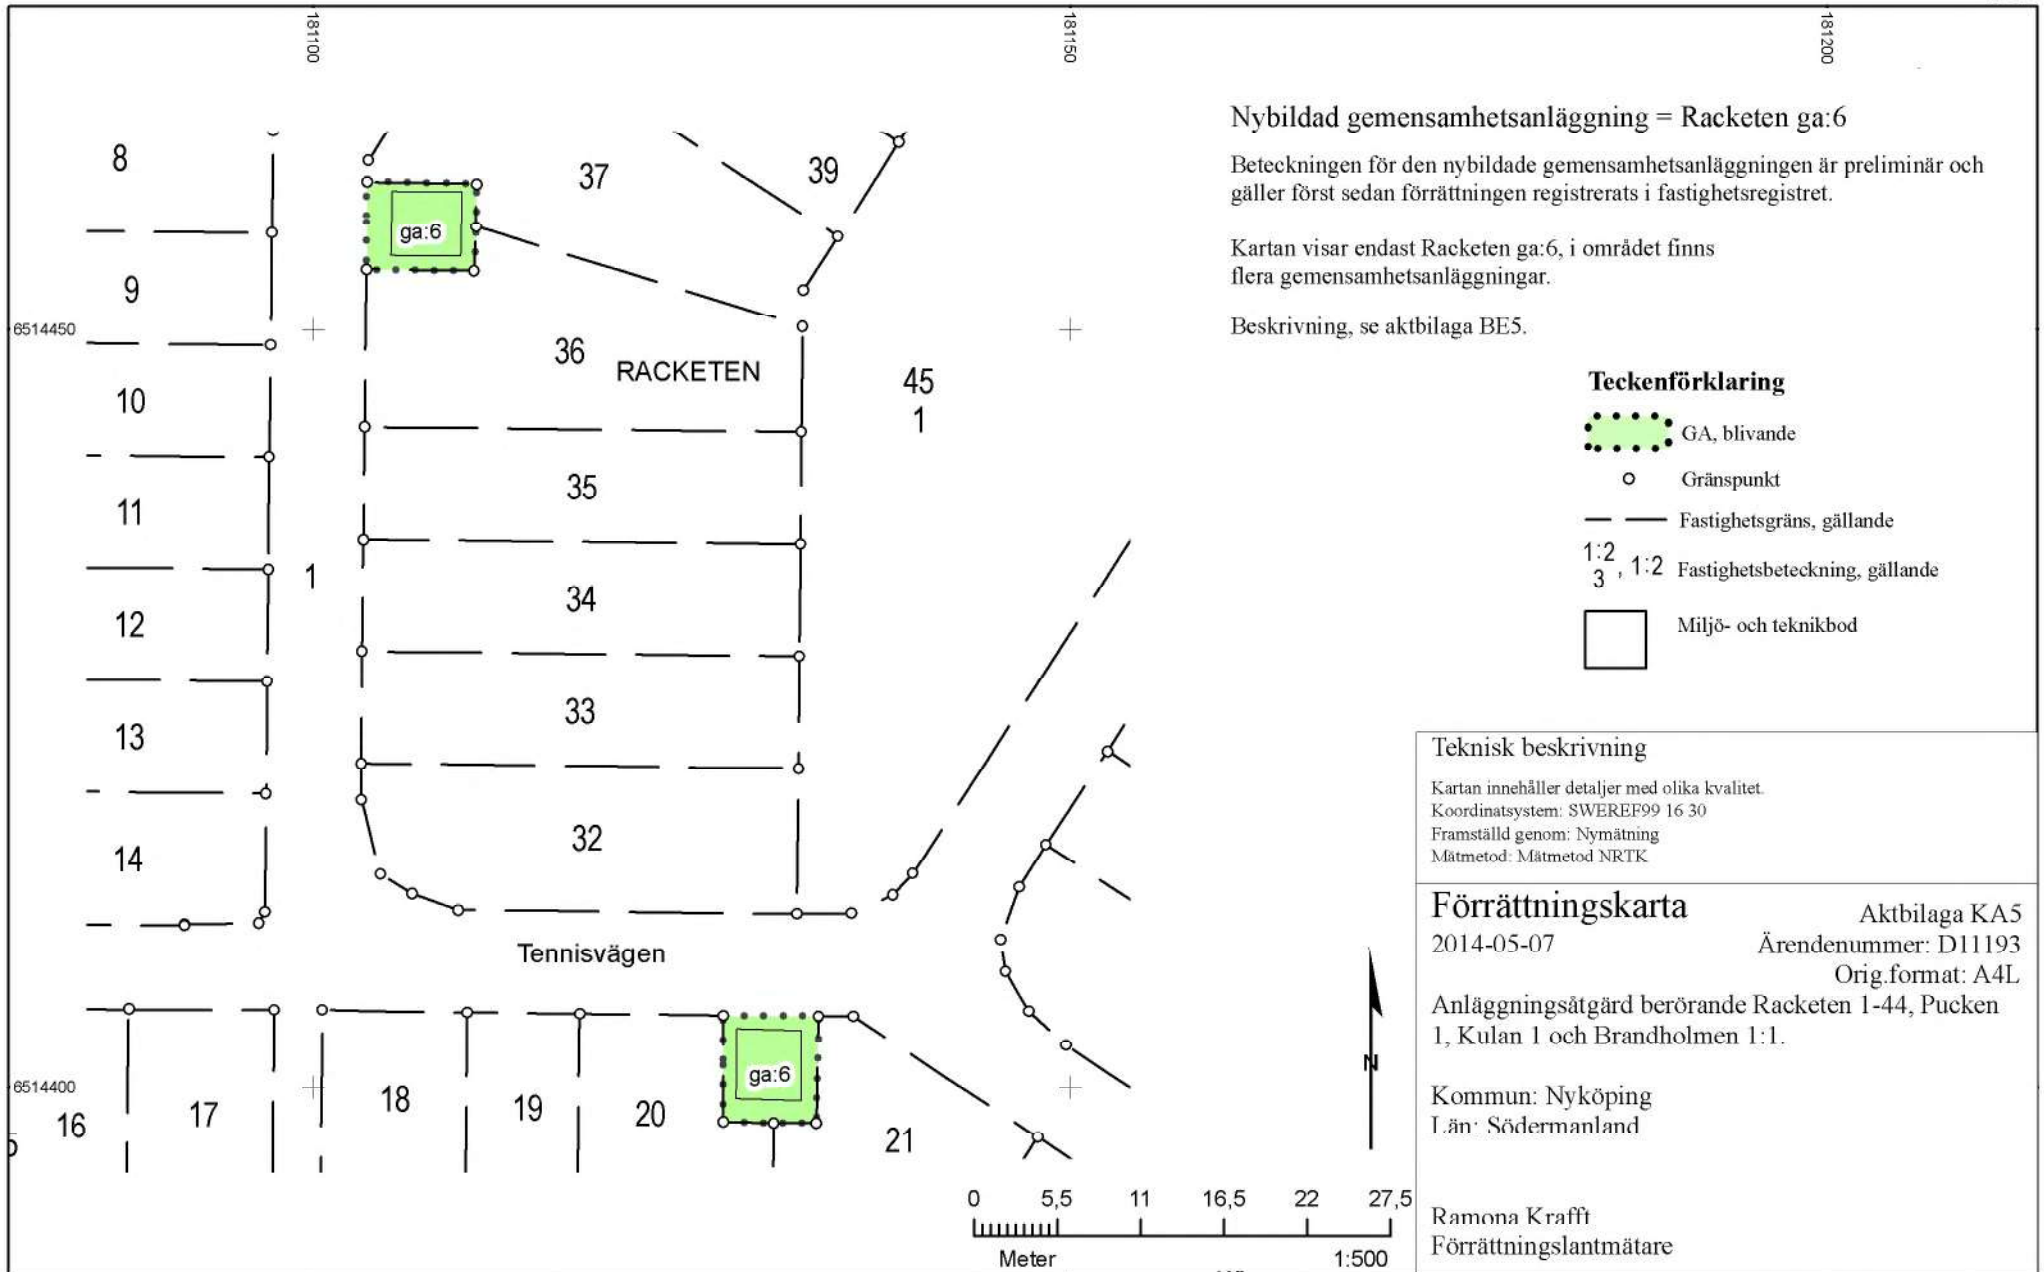 181100
181150
181200
Nybildad gemensamhetsanläggning = Racketen ga:6
Beteckningen för den nybildade gemensamhetsanläggningen är preliminär och
gäller först sedan förrättningen registrerats i fastighetsregistret.
Kartan visar endast Racketen ga:6, i området finns
flera gemensamhetsanläggningar.
Beskrivning, se aktbilaga BE5.
8
37
39
ga:6
9
6514450
36
RACKETEN
45
1
10
35
11
1
34
12
33
13
32
14
Tennisvägen
ga:6
6514400
16
17
18
19
20
21
Teckenförklaring
GA, blivande
Gränspunkt
Fastighetsgräns, gällande
1:2
3 , 1:2 Fastighetsbeteckning, gällande
Miljö- och teknikbod
Teknisk beskrivning
Kartan innehåller detaljer med olika kvalitet.
Koordinatsystem: SWEREF99 16 30
Framställd genom: Nymätning
Mätmetod: Mätmetod NRTK
Förrättningskarta
Aktbilaga KA5
2014-05-07
Ärendenummer: D11193
Orig.format: A4L
Anläggningsåtgärd berörande Racketen 1-44, Pucken
1, Kulan 1 och Brandholmen 1:1.
Kommun: Nyköping
Län: Södermanland
Ramona Krafft
Förrättningslantmätare
N
0 5,5 11 16,5 22 27,5
Meter 1:500